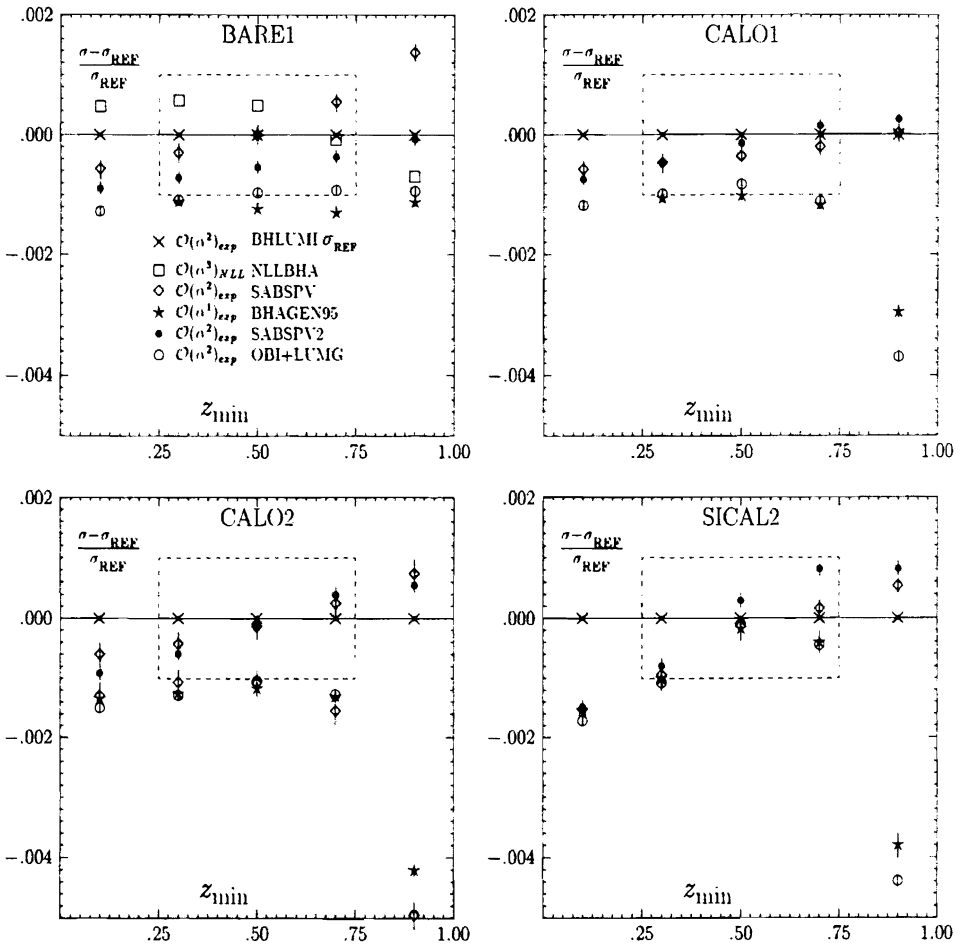 BARE1
σ−σREF
σREF
.002
.000
−.002
−.004
× O(α²)exp BHLUMI σREF
□ O(α³)NLL NLLBHA
◇ O(α²)exp SABSPV
★ O(α¹)exp BHAGEN95
● O(α²)exp SABSPV2
○ O(α²)exp OBI+LUMG
zmin
.25 .50 .75 1.00
CALO1
σ−σREF
σREF
.002
.000
−.002
−.004
zmin
.25 .50 .75 1.00
CALO2
σ−σREF
σREF
.002
.000
−.002
−.004
zmin
.25 .50 .75 1.00
SICAL2
σ−σREF
σREF
.002
.000
−.002
−.004
zmin
.25 .50 .75 1.00